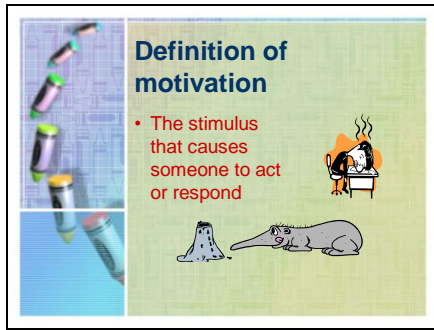 Definition of
motivation
• The stimulus
that causes
someone to act
or respond